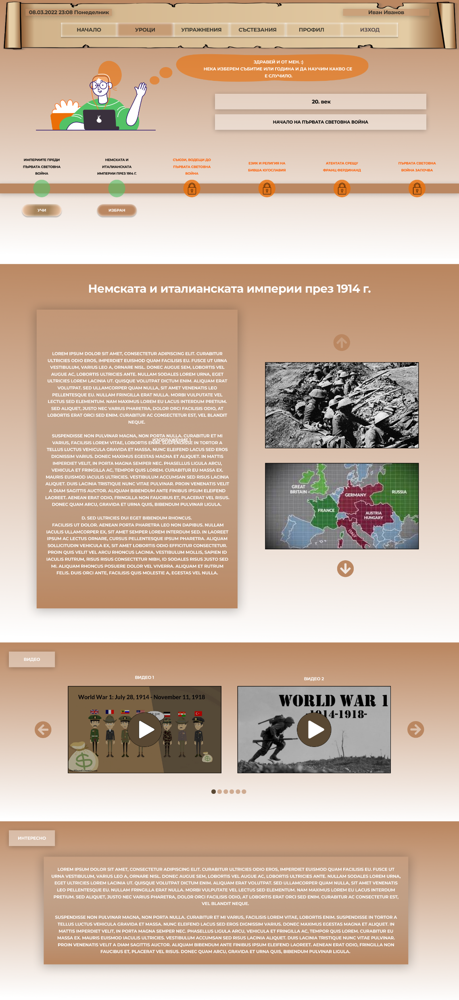 08.03.2022 23:08 Понеделник
Иван Иванов
НАЧАЛО
УРОЦИ
УПРАЖНЕНИЯ
СЪСТЕЗАНИЯ
ПРОФИЛ
ИЗХОД
ЗДРАВЕЙ И ОТ МЕН. :)
НЕКА ИЗБЕРЕМ СЪБИТИЕ ИЛИ ГОДИНА И ДА НАУЧИМ КАКВО СЕ
Е СЛУЧИЛО.
20. век
НАЧАЛО НА ПЪРВАТА СВЕТОВНА ВОЙНА
ИМПЕРИИТЕ ПРЕДИ
ПЪРВАТА СВЕТОВНА
ВОЙНА
НЕМСКАТА И
ИТАЛИАНСКАТА
ИМПЕРИИ ПРЕЗ 1914 Г.
СЪЮЗИ, ВОДЕЩИ ДО
ПЪРВАТА СВЕТОВНА
ВОЙНА
ЕЗИК И РЕЛИГИЯ НА
БИВША ЮГОСЛАВИЯ
АТЕНТАТА СРЕЩУ
ФРАНЦ ФЕРДИНАНД
ПЪРВАТА СВЕТОВНА
ВОЙНА ЗАПОЧВА
УЧИ
ИЗБРАН
Немската и италианската империи през 1914 г.
LOREM IPSUM DOLOR SIT AMET, CONSECTETUR ADIPISCING ELIT. CURABITUR
ULTRICIES ODIO EROS, IMPERDIET EUISMOD QUAM FACILISIS EU. FUSCE UT URNA
VESTIBULUM, VARIUS LEO A, ORNARE NISL. DONEC AUGUE SEM, LOBORTIS VEL
AUGUE AC, LOBORTIS ULTRICIES ANTE. NULLAM SODALES LOREM URNA, EGET
ULTRICIES LOREM LACINIA UT. QUISQUE VOLUTPAT DICTUM ENIM. ALIQUAM ERAT
VOLUTPAT. SED ULLAMCORPER QUAM NULLA, SIT AMET VENENATIS LEO
PELLENTESQUE EU. NULLAM FRINGILLA ERAT NULLA. MORBI VULPUTATE VEL
LECTUS SED ELEMENTUM. NAM MAXIMUS LOREM EU LACUS INTERDUM PRETIUM.
SED ALIQUET, JUSTO NEC VARIUS PHARETRA, DOLOR ORCI FACILISIS ODIO, AT
LOBORTIS ERAT ORCI SED ENIM. CURABITUR AC CONSECTETUR EST, VEL BLANDIT
NEQUE.
SUSPENDISSE NON PULVINAR MAGNA, NON PORTA NULLA. CURABITUR ET MI
ИЗОБРАЖЕНИЕ 1
VARIUS, FACILISIS LOREM VITAE, LOBORTIS ENIM. SUSPENDISSE IN TORTOR A
TELLUS LUCTUS VEHICULA GRAVIDA ET MASSA. NUNC ELEIFEND LACUS SED EROS
DIGNISSIM VARIUS. DONEC MAXIMUS EGESTAS MAGNA ET ALIQUET. IN MATTIS
IMPERDIET VELIT, IN PORTA MAGNA SEMPER NEC. PHASELLUS LIGULA ARCU,
VEHICULA ET FRINGILLA AC, TEMPOR QUIS LOREM. CURABITUR EU MASSA EX.
MAURIS EUISMOD IACULIS ULTRICIES. VESTIBULUM ACCUMSAN SED RISUS LACINIA
ALIQUET. DUIS LACINIA TRISTIQUE NUNC VITAE PULVINAR. PROIN VENENATIS VELIT
A DIAM SAGITTIS AUCTOR. ALIQUAM BIBENDUM ANTE FINIBUS IPSUM ELEIFEND
LAOREET. AENEAN ERAT ODIO, FRINGILLA NON FAUCIBUS ET, PLACERAT VEL RISUS.
DONEC QUAM ARCU, GRAVIDA ET URNA QUIS, BIBENDUM PULVINAR LIGULA.
D. SED ULTRICIES DUI EGET BIBENDUM RHONCUS.
FACILISIS UT DOLOR. AENEAN PORTA PHARETRA LEO NON DAPIBUS. NULLAM
IACULIS ULLAMCORPER EX, SIT AMET SEMPER LOREM INTERDUM SED. IN LAOREET
IPSUM AC LECTUS ORNARE, CURSUS PELLENTESQUE IPSUM PHARETRA. ALIQUAM
SOLLICITUDIN VEHICULA EX, SIT AMET LOBORTIS ODIO EFFICITUR CONSECTETUR.
PROIN QUIS VELIT VEL ARCU RHONCUS LACINIA. VESTIBULUM MOLLIS, SAPIEN ID
IACULIS RUTRUM, RISUS RISUS CONSECTETUR NIBH, ID SODALES RISUS JUSTO SED
MI. ALIQUAM RHONCUS POSUERE DOLOR VEL VIVERRA. ALIQUAM ET RUTRUM
FELIS. DUIS ORCI ANTE, FACILISIS QUIS MOLESTIE A, EGESTAS VEL NULLA.
GREAT
BRITAIN
GERMANY
RUSSIA
FRANCE
AUSTRIA
HUNGARY
ITALY
ВИДЕО
ВИДЕО 1
ВИДЕО 2
World War 1: July 28, 1914 - November 11, 1918
give
OneMinuteEconomics.com
WORLD WAR 1
14-1918-
ИНТЕРЕСНО
LOREM IPSUM DOLOR SIT AMET, CONSECTETUR ADIPISCING ELIT. CURABITUR ULTRICIES ODIO EROS, IMPERDIET EUISMOD QUAM FACILISIS EU. FUSCE UT
URNA VESTIBULUM, VARIUS LEO A, ORNARE NISL. DONEC AUGUE SEM, LOBORTIS VEL AUGUE AC, LOBORTIS ULTRICIES ANTE. NULLAM SODALES LOREM URNA,
EGET ULTRICIES LOREM LACINIA UT. QUISQUE VOLUTPAT DICTUM ENIM. ALIQUAM ERAT VOLUTPAT. SED ULLAMCORPER QUAM NULLA, SIT AMET VENENATIS
LEO PELLENTESQUE EU. NULLAM FRINGILLA ERAT NULLA. MORBI VULPUTATE VEL LECTUS SED ELEMENTUM. NAM MAXIMUS LOREM EU LACUS INTERDUM
PRETIUM. SED ALIQUET, JUSTO NEC VARIUS PHARETRA, DOLOR ORCI FACILISIS ODIO, AT LOBORTIS ERAT ORCI SED ENIM. CURABITUR AC CONSECTETUR EST,
VEL BLANDIT NEQUE.
SUSPENDISSE NON PULVINAR MAGNA, NON PORTA NULLA. CURABITUR ET MI VARIUS, FACILISIS LOREM VITAE, LOBORTIS ENIM. SUSPENDISSE IN TORTOR A
TELLUS LUCTUS VEHICULA GRAVIDA ET MASSA. NUNC ELEIFEND LACUS SED EROS DIGNISSIM VARIUS. DONEC MAXIMUS EGESTAS MAGNA ET ALIQUET. IN
MATTIS IMPERDIET VELIT, IN PORTA MAGNA SEMPER NEC. PHASELLUS LIGULA ARCU, VEHICULA ET FRINGILLA AC, TEMPOR QUIS LOREM. CURABITUR EU
MASSA EX. MAURIS EUISMOD IACULIS ULTRICIES. VESTIBULUM ACCUMSAN SED RISUS LACINIA ALIQUET. DUIS LACINIA TRISTIQUE NUNC VITAE PULVINAR.
PROIN VENENATIS VELIT A DIAM SAGITTIS AUCTOR. ALIQUAM BIBENDUM ANTE FINIBUS IPSUM ELEIFEND LAOREET. AENEAN ERAT ODIO, FRINGILLA NON
FAUCIBUS ET, PLACERAT VEL RISUS. DONEC QUAM ARCU, GRAVIDA ET URNA QUIS, BIBENDUM PULVINAR LIGULA.